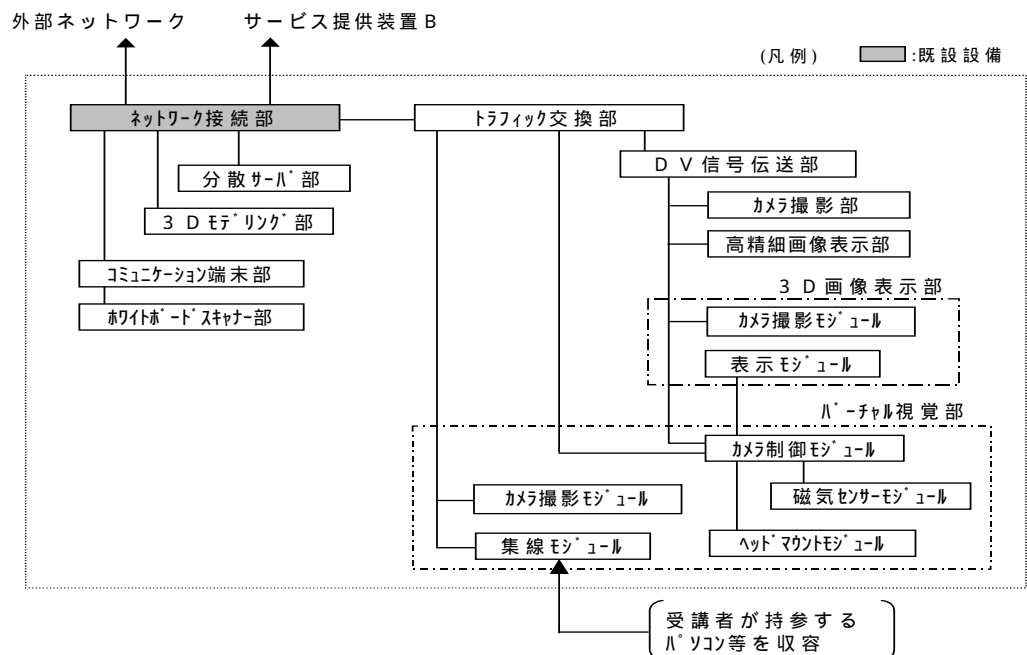 外部ネットワーク
サービス提供装置B
(凡例)
:既設設備
ﾈｯﾄﾜｰｸ接続部
ﾄﾗﾌｨｯｸ交換部
分散ｻｰﾊﾞ部
DV信号伝送部
3Dﾓﾃﾞﾘﾝｸﾞ部
ｶﾒﾗ撮影部
高精細画像表示部
ｺﾐｭﾆｹｰｼｮﾝ端末部
3D画像表示部
ﾎﾜｲﾄﾎﾞｰﾄﾞｽｷｬﾅｰ部
ｶﾒﾗ撮影ﾓｼﾞｭｰﾙ
表示ﾓｼﾞｭｰﾙ
ﾊﾞｰﾁｬﾙ視覚部
ｶﾒﾗ制御ﾓｼﾞｭｰﾙ
ｶﾒﾗ撮影ﾓｼﾞｭｰﾙ
磁気ｾﾝｻｰﾓｼﾞｭｰﾙ
集線ﾓｼﾞｭｰﾙ
ﾍｯﾄﾞﾏｳﾝﾄﾓｼﾞｭｰﾙ
受講者が持参する
ﾊﾟｿｺﾝ等を収容